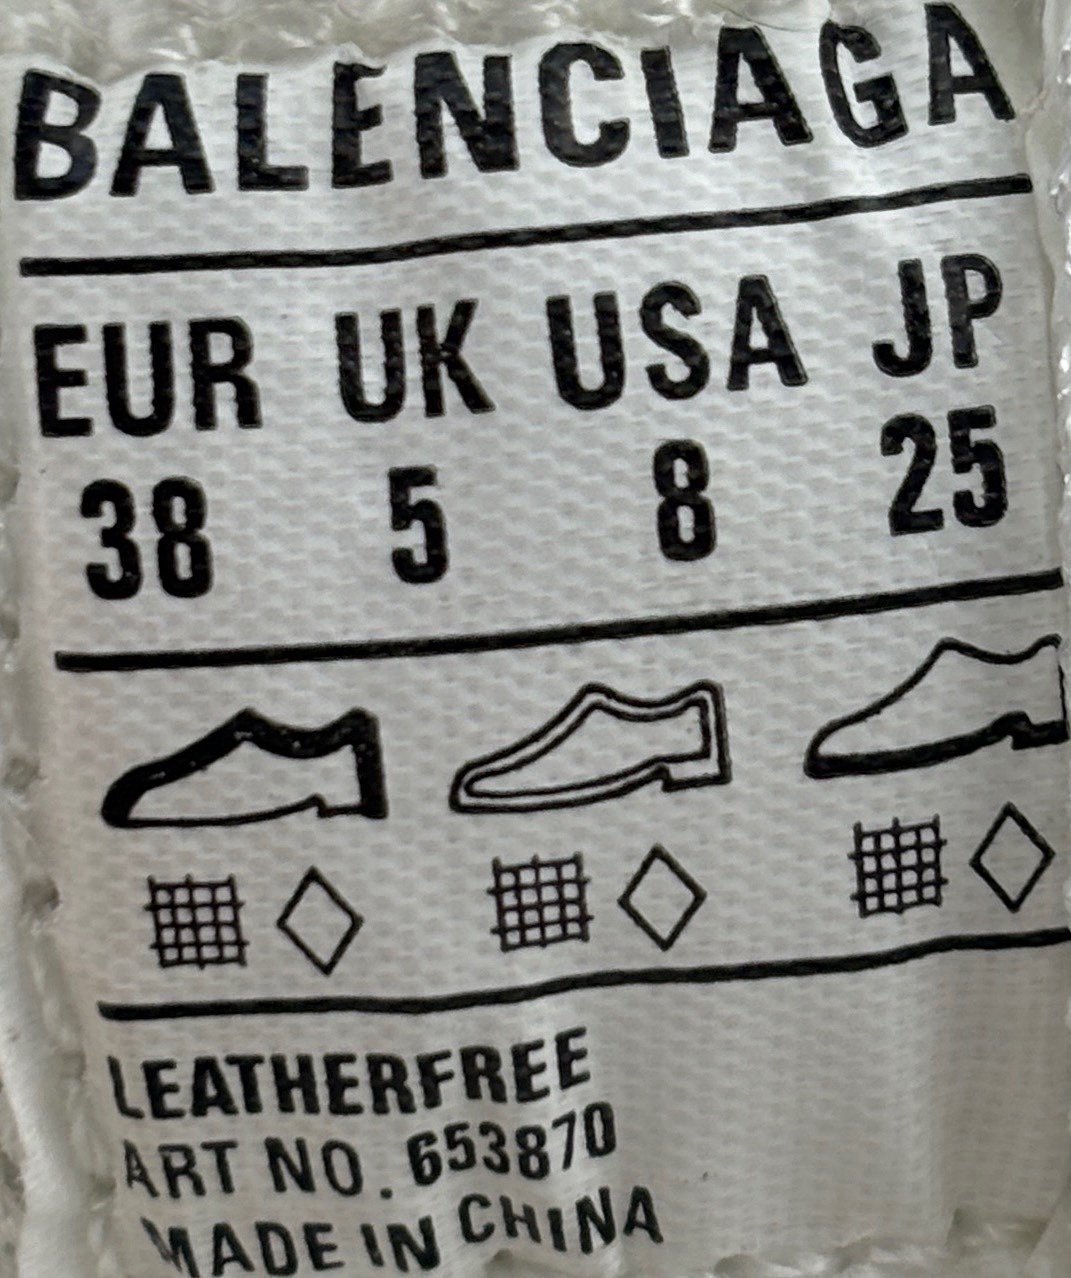 BALENCIAGA
EUR UK USA JP
38 5 8 25
LEATHERFREE
ART NO. 653870
MADE IN CHINA